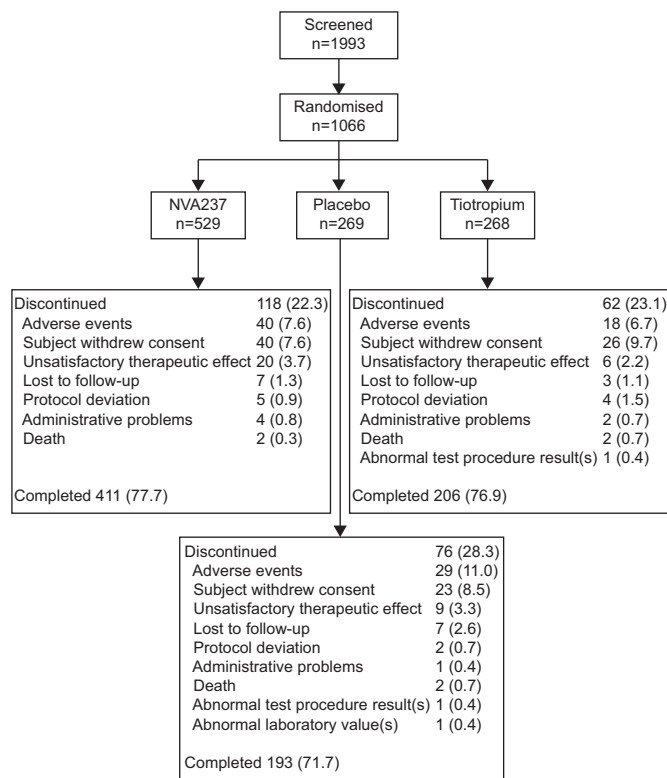 Screened
n=1993
Randomised
n=1066
NVA237
n=529
Placebo
n=269
Tiotropium
n=268
Discontinued 118 (22.3)
Adverse events 40 (7.6)
Subject withdrew consent 40 (7.6)
Unsatisfactory therapeutic effect 20 (3.7)
Lost to follow-up 7 (1.3)
Protocol deviation 5 (0.9)
Administrative problems 4 (0.8)
Death 2 (0.3)
Completed 411 (77.7)
Discontinued 62 (23.1)
Adverse events 18 (6.7)
Subject withdrew consent 26 (9.7)
Unsatisfactory therapeutic effect 6 (2.2)
Lost to follow-up 3 (1.1)
Protocol deviation 4 (1.5)
Administrative problems 2 (0.7)
Death 2 (0.7)
Abnormal test procedure result(s) 1 (0.4)
Completed 206 (76.9)
Discontinued 76 (28.3)
Adverse events 29 (11.0)
Subject withdrew consent 23 (8.5)
Unsatisfactory therapeutic effect 9 (3.3)
Lost to follow-up 7 (2.6)
Protocol deviation 2 (0.7)
Administrative problems 1 (0.4)
Death 2 (0.7)
Abnormal test procedure result(s) 1 (0.4)
Abnormal laboratory value(s) 1 (0.4)
Completed 193 (71.7)